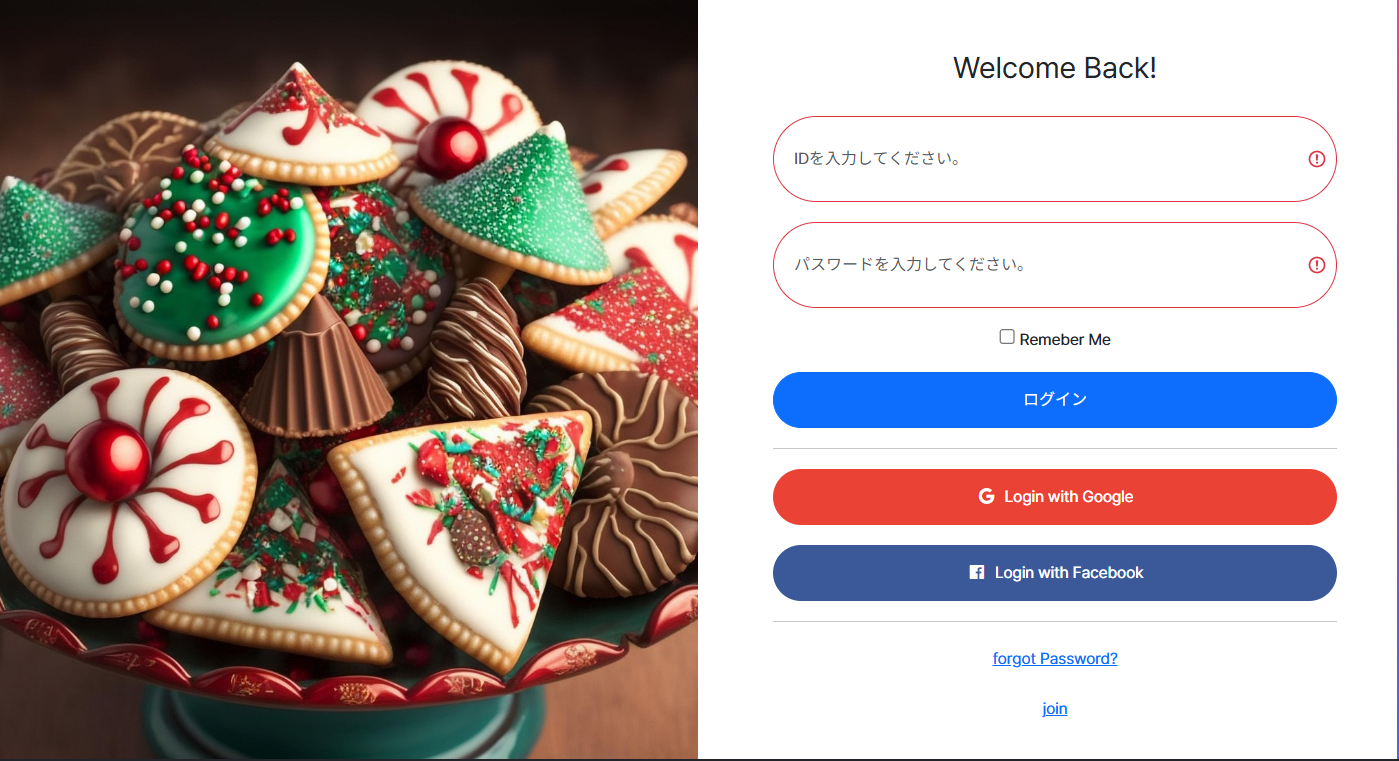 Welcome Back!
IDを入力してください。
パスワードを入力してください。
Remeber Me
ログイン
Login with Google
Login with Facebook
forgot Password?
join